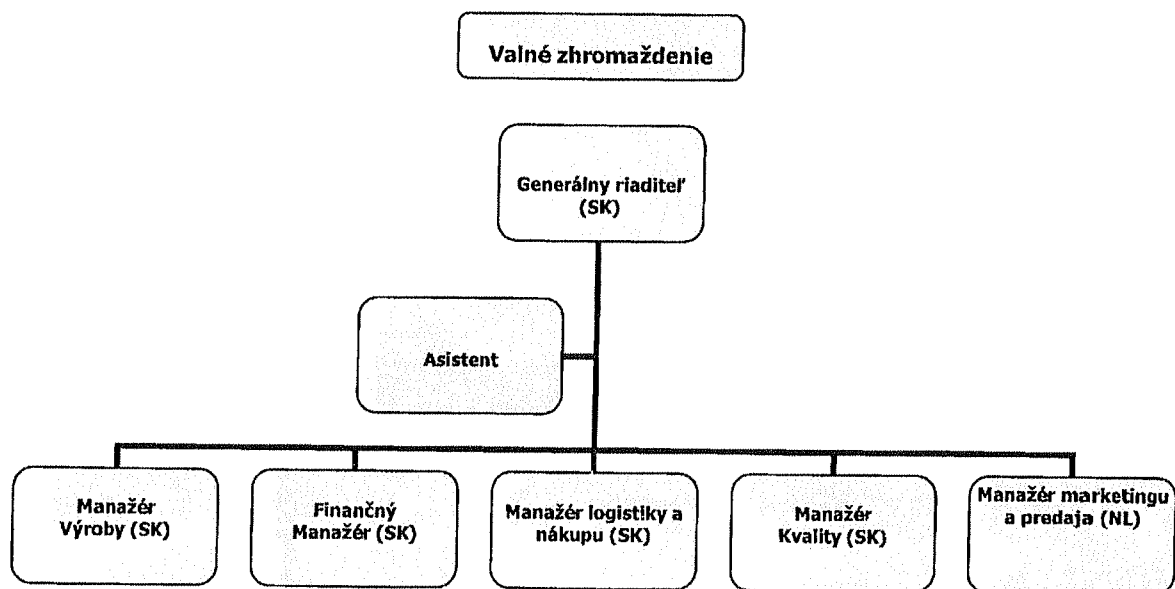 Valné zhromaždenie
Generálny riaditeľ
(SK)
Asistent
Manažér
Výroby (SK)
Finančný
Manažér (SK)
Manažér logistiky a
nákupu (SK)
Manažér
Kvality (SK)
Manažér marketingu
a predaja (NL)